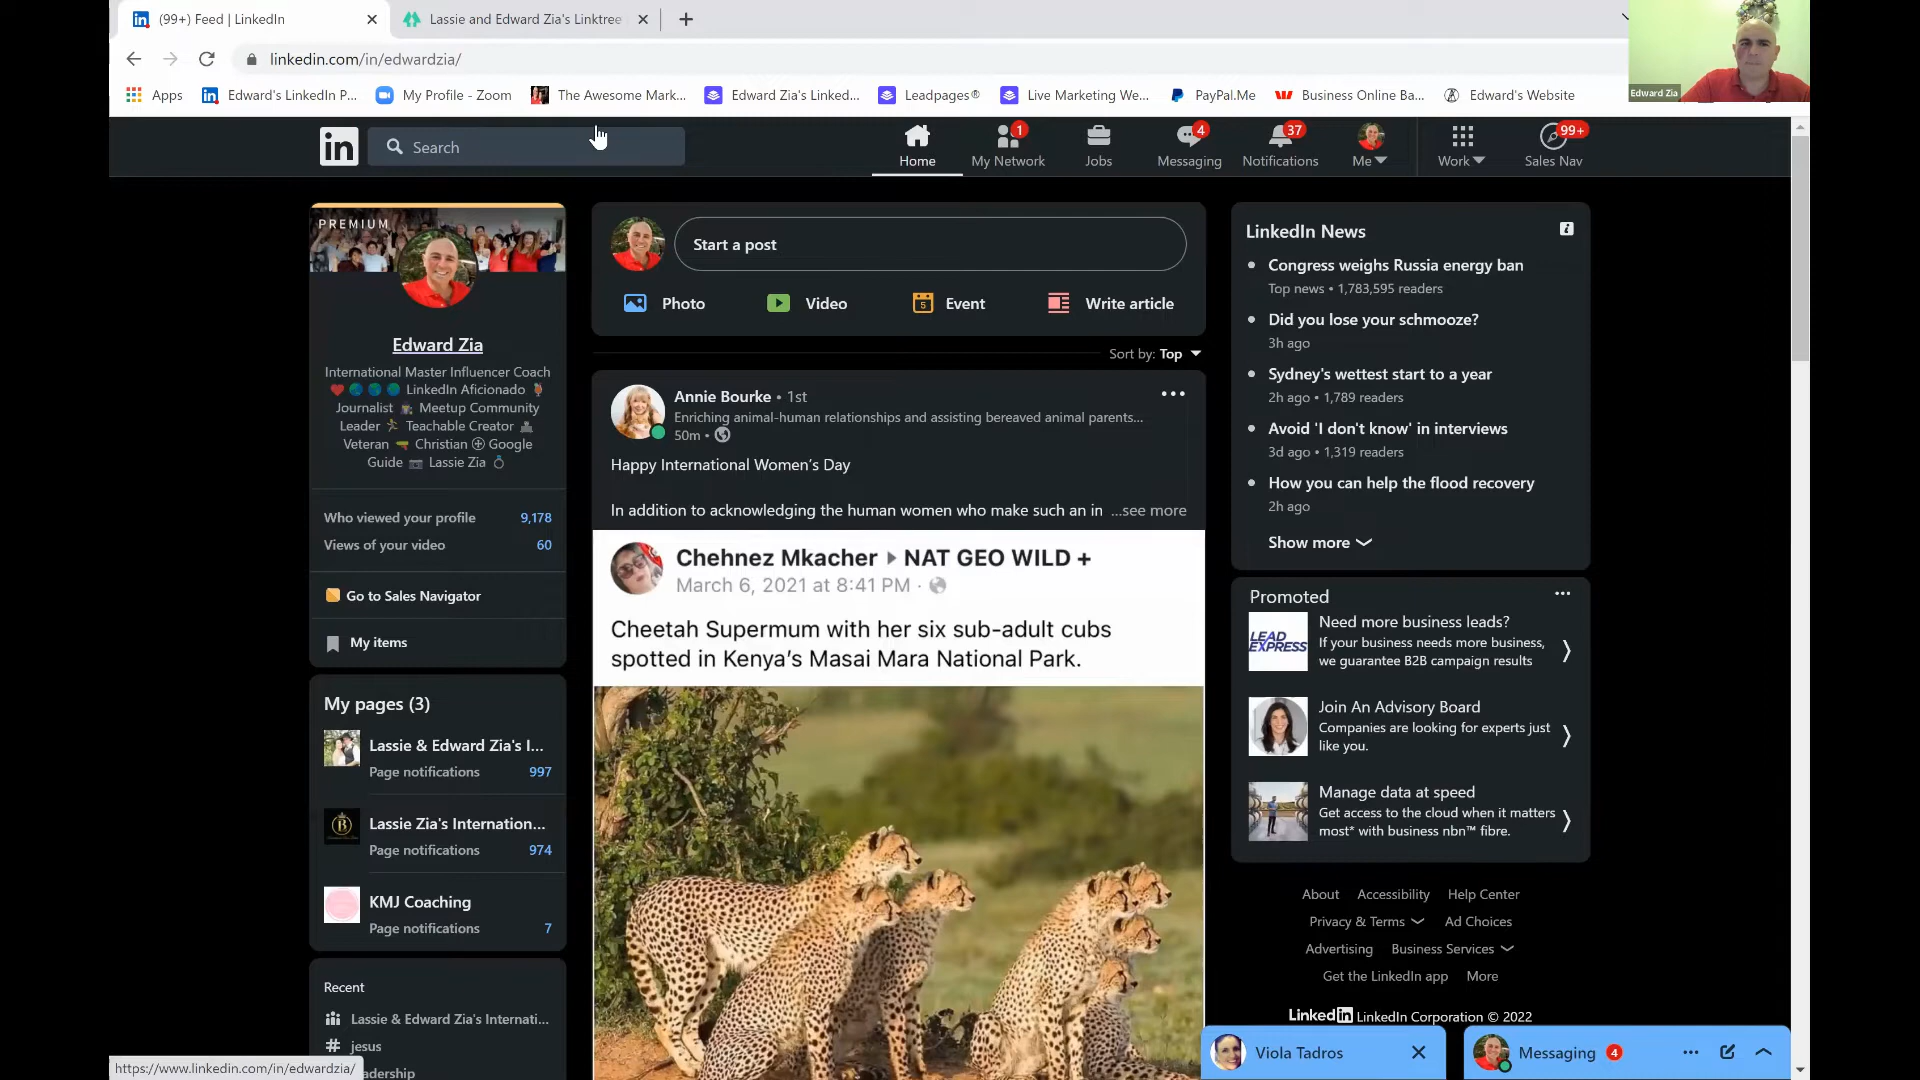 (99+) Feed | LinkedIn
Lassie and Edward Zia's Linktree
linkedin.com/in/edwardzia/
Apps
Edward's LinkedIn P...
My Profile - Zoom
The Awesome Mark...
Edward Zia's Linked...
Leadpages®
Live Marketing We...
PayPal.Me
Business Online Ba...
Edward's Website
Edward Zia
in
Search
Home
1
My Network
Jobs
4
Messaging
37
Notifications
Me
Work
99+
Sales Nav
PREMIUM
Edward Zia
International Master Influencer Coach
LinkedIn Aficionado
Journalist Meetup Community
Leader Teachable Creator
Veteran Christian Google
Guide Lassie Zia
Who viewed your profile 9,178
Views of your video 60
Go to Sales Navigator
My items
My pages (3)
Lassie & Edward Zia's I...
Page notifications 997
Lassie Zia's Internation...
Page notifications 974
KMJ Coaching
Page notifications 7
Recent
Lassie & Edward Zia's Internati...
# jesus
adership
https://www.linkedin.com/in/edwardzia/
Start a post
Photo
Video
5
Event
Write article
Sort by: Top
Annie Bourke • 1st
Enriching animal-human relationships and assisting bereaved animal parents...
50m •
Happy International Women's Day
In addition to acknowledging the human women who make such an in ...see more
Chehnez Mkacher ▸ NAT GEO WILD +
March 6, 2021 at 8:41 PM ·
Cheetah Supermum with her six sub-adult cubs
spotted in Kenya's Masai Mara National Park.
LinkedIn News
Congress weighs Russia energy ban
Top news • 1,783,595 readers
Did you lose your schmooze?
3h ago
Sydney's wettest start to a year
2h ago • 1,789 readers
Avoid 'I don't know' in interviews
3d ago • 1,319 readers
How you can help the flood recovery
2h ago
Show more
Promoted
LEAD
EXPRESS
Need more business leads?
If your business needs more business,
we guarantee B2B campaign results
Join An Advisory Board
Companies are looking for experts just
like you.
Manage data at speed
Get access to the cloud when it matters
most* with business nbn™ fibre.
About Accessibility Help Center
Privacy & Terms Ad Choices
Advertising Business Services
Get the LinkedIn app More
LinkedIn LinkedIn Corporation © 2022
Viola Tadros
Messaging 4